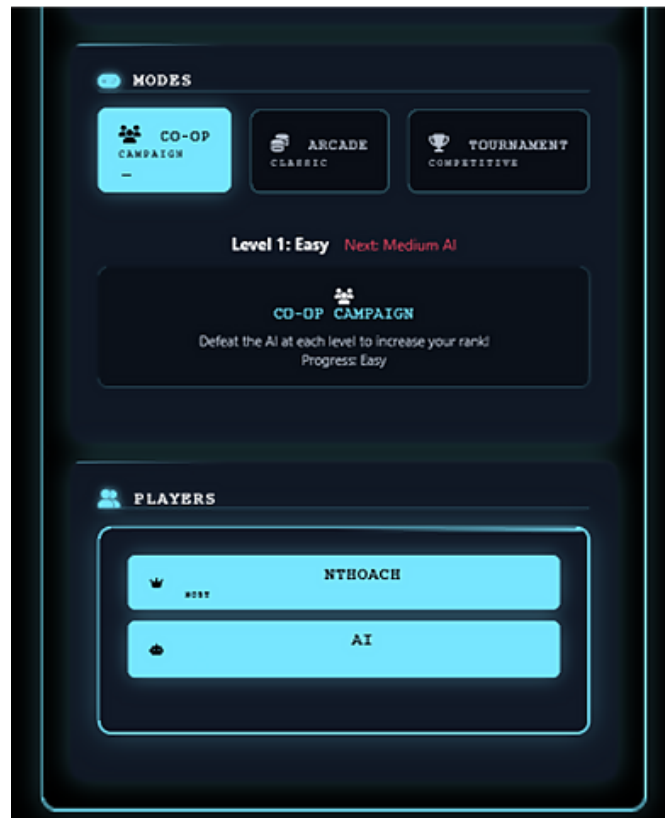 MODES
CO-OP
CAMPAIGN
ARCADE
CLASSIC
TOURNAMENT
COMPETITIVE
Level 1: Easy Next: Medium AI
CO-OP CAMPAIGN
Defeat the AI at each level to increase your rank!
Progress: Easy
PLAYERS
NTHOACH
HOST
AI